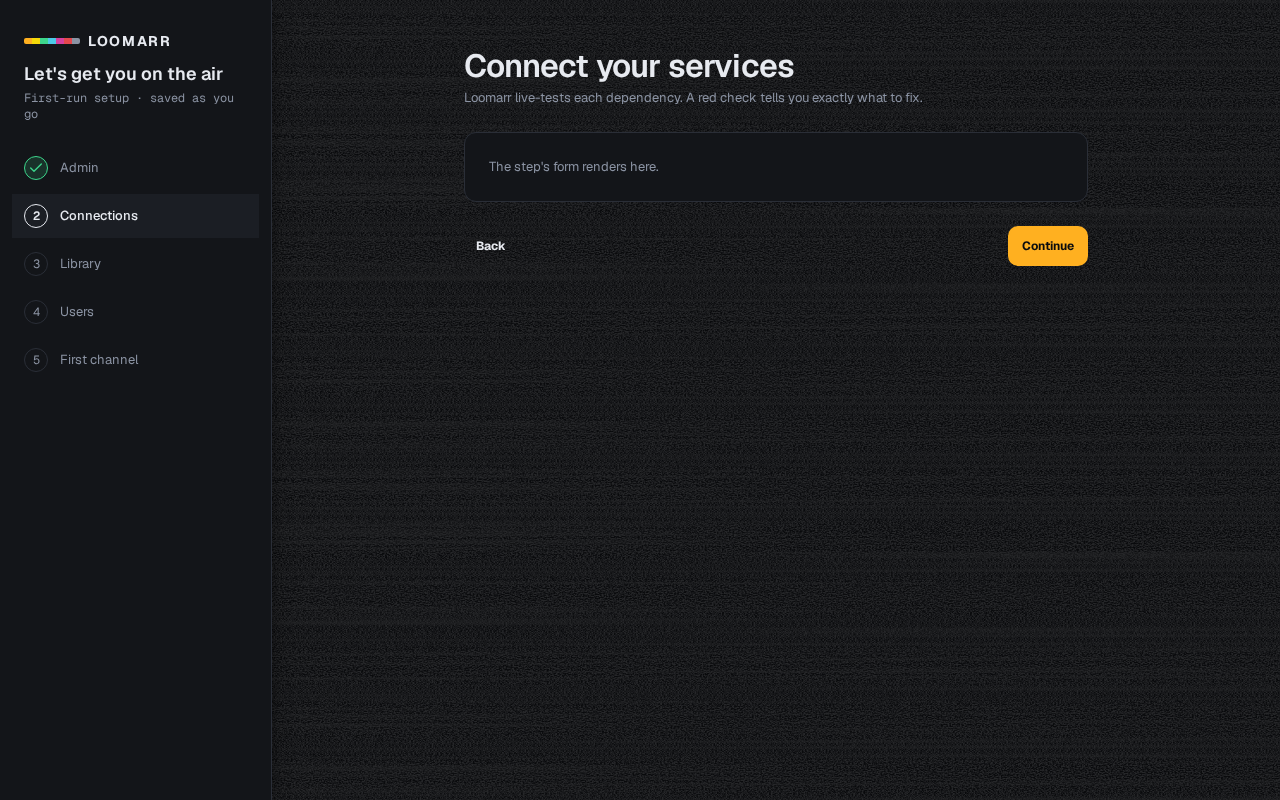 LOOMARR
Let's get you on the air
First-run setup · saved as you
go
Admin
2 Connections
3 Library
4 Users
5 First channel
Connect your services
Loomarr live-tests each dependency. A red check tells you exactly what to fix.
The step's form renders here.
Back
Continue